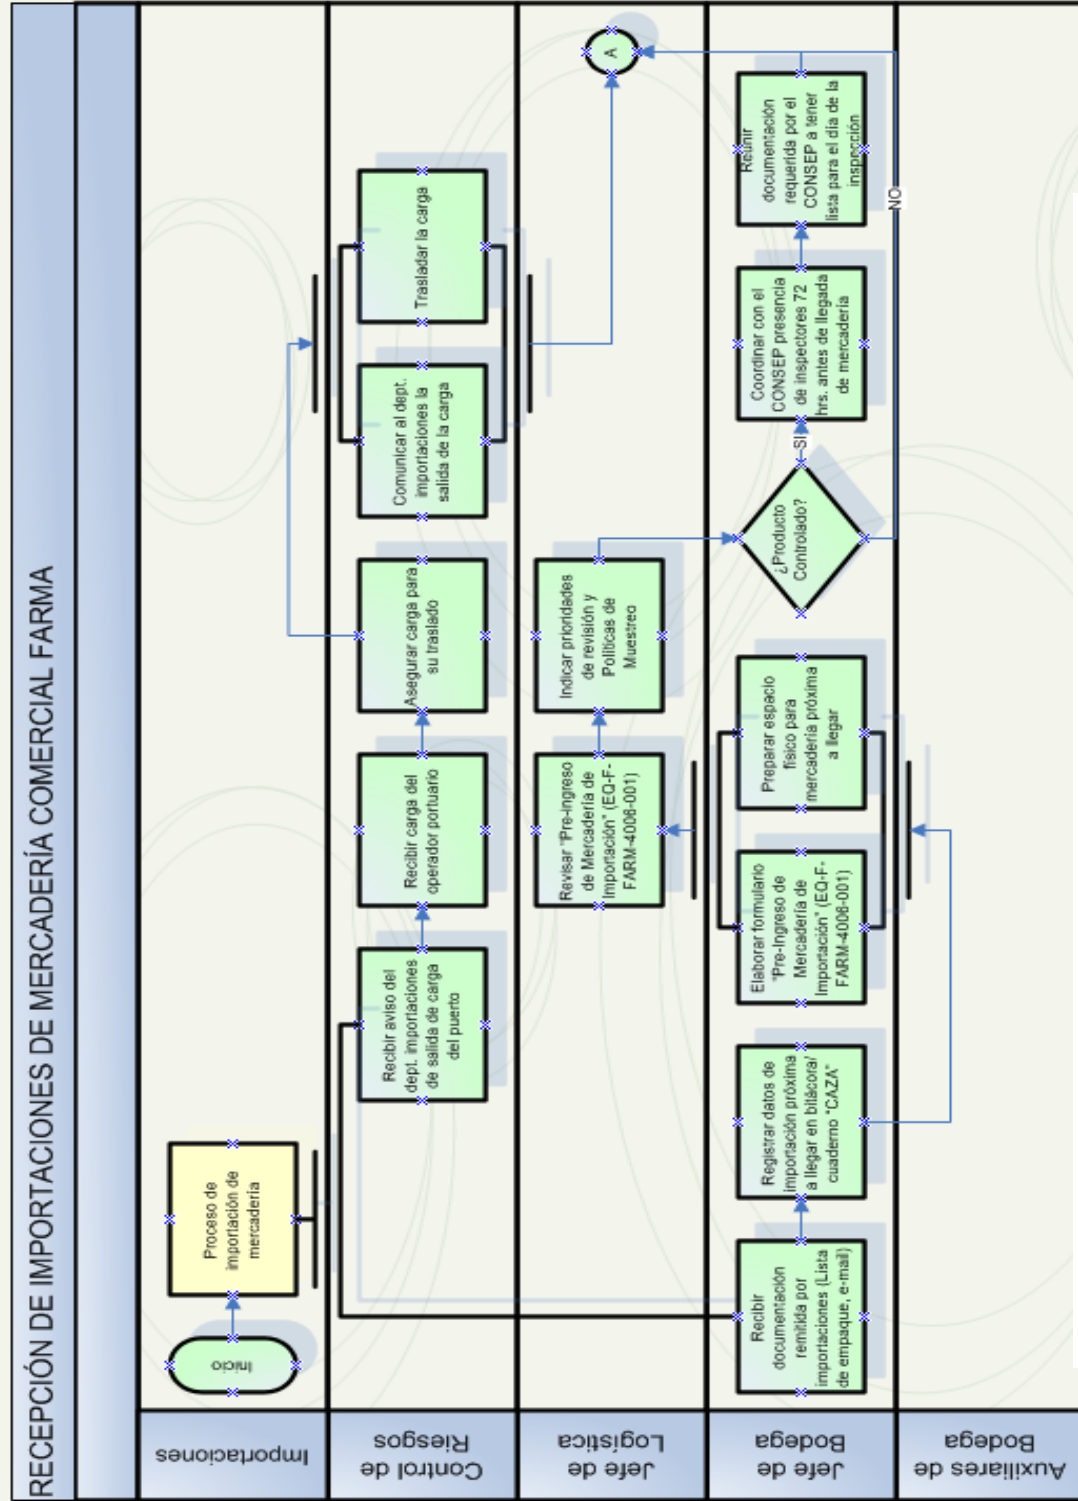 RECEPCIÓN DE IMPORTACIONES DE MERCADERÍA COMERCIAL FARMA
Importaciones
Inicio
Proceso de
importación de
mercadería
Control de
Riesgos
Recibir aviso del
dept. importaciones
de salida de carga
del puerto
Recibir carga del
operador portuario
Asegurar carga para
su traslado
Comunicar al dept.
importaciones la
salida de la carga
Trasladar la carga
Jefe de
Logística
Revisar "Pre-ingreso
de Mercadería de
Importación" (EQ-F-
FARM-4006-001)
Indicar prioridades
de revisión y
Políticas de
Muestreo
A
Jefe de
Bodega
Recibir
documentación
remitida por
importaciones (Lista
de empaque, e-mail)
Registrar datos de
importación próxima
a llegar en bitácora/
cuaderno "CAZA"
Elaborar formulario
"Pre-Ingreso de
Mercadería de
Importación" (EQ-F-
FARM-4006-001)
Preparar espacio
físico para
mercadería próxima
a llegar
¿Producto
Controlado?
SI
Coordinar con el
CONSEP presencia
de inspectores 72
hrs. antes de llegada
de mercadería
Reunir
documentación
requerida por el
CONSEP a tener
lista para el dia de la
inspección
NO
Auxiliares de
Bodega